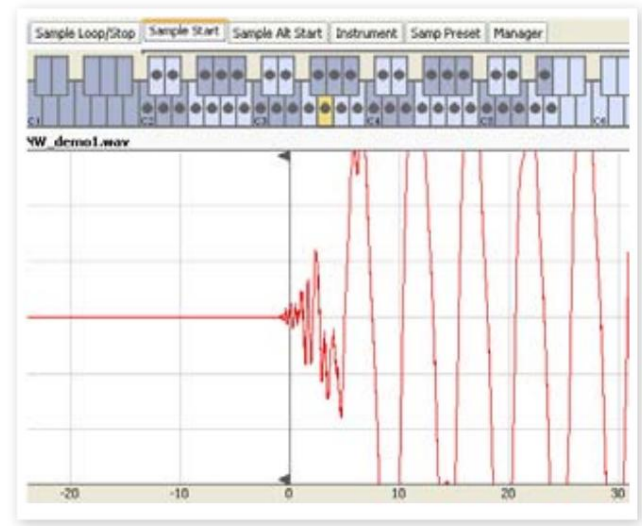 Sample Loop/Stop Sample Start Sample Alt Start Instrument Samp Preset Manager
C1 C2 C3 C4 C5 C6
YW_demo1.wav
-20 -10 0 10 20 30